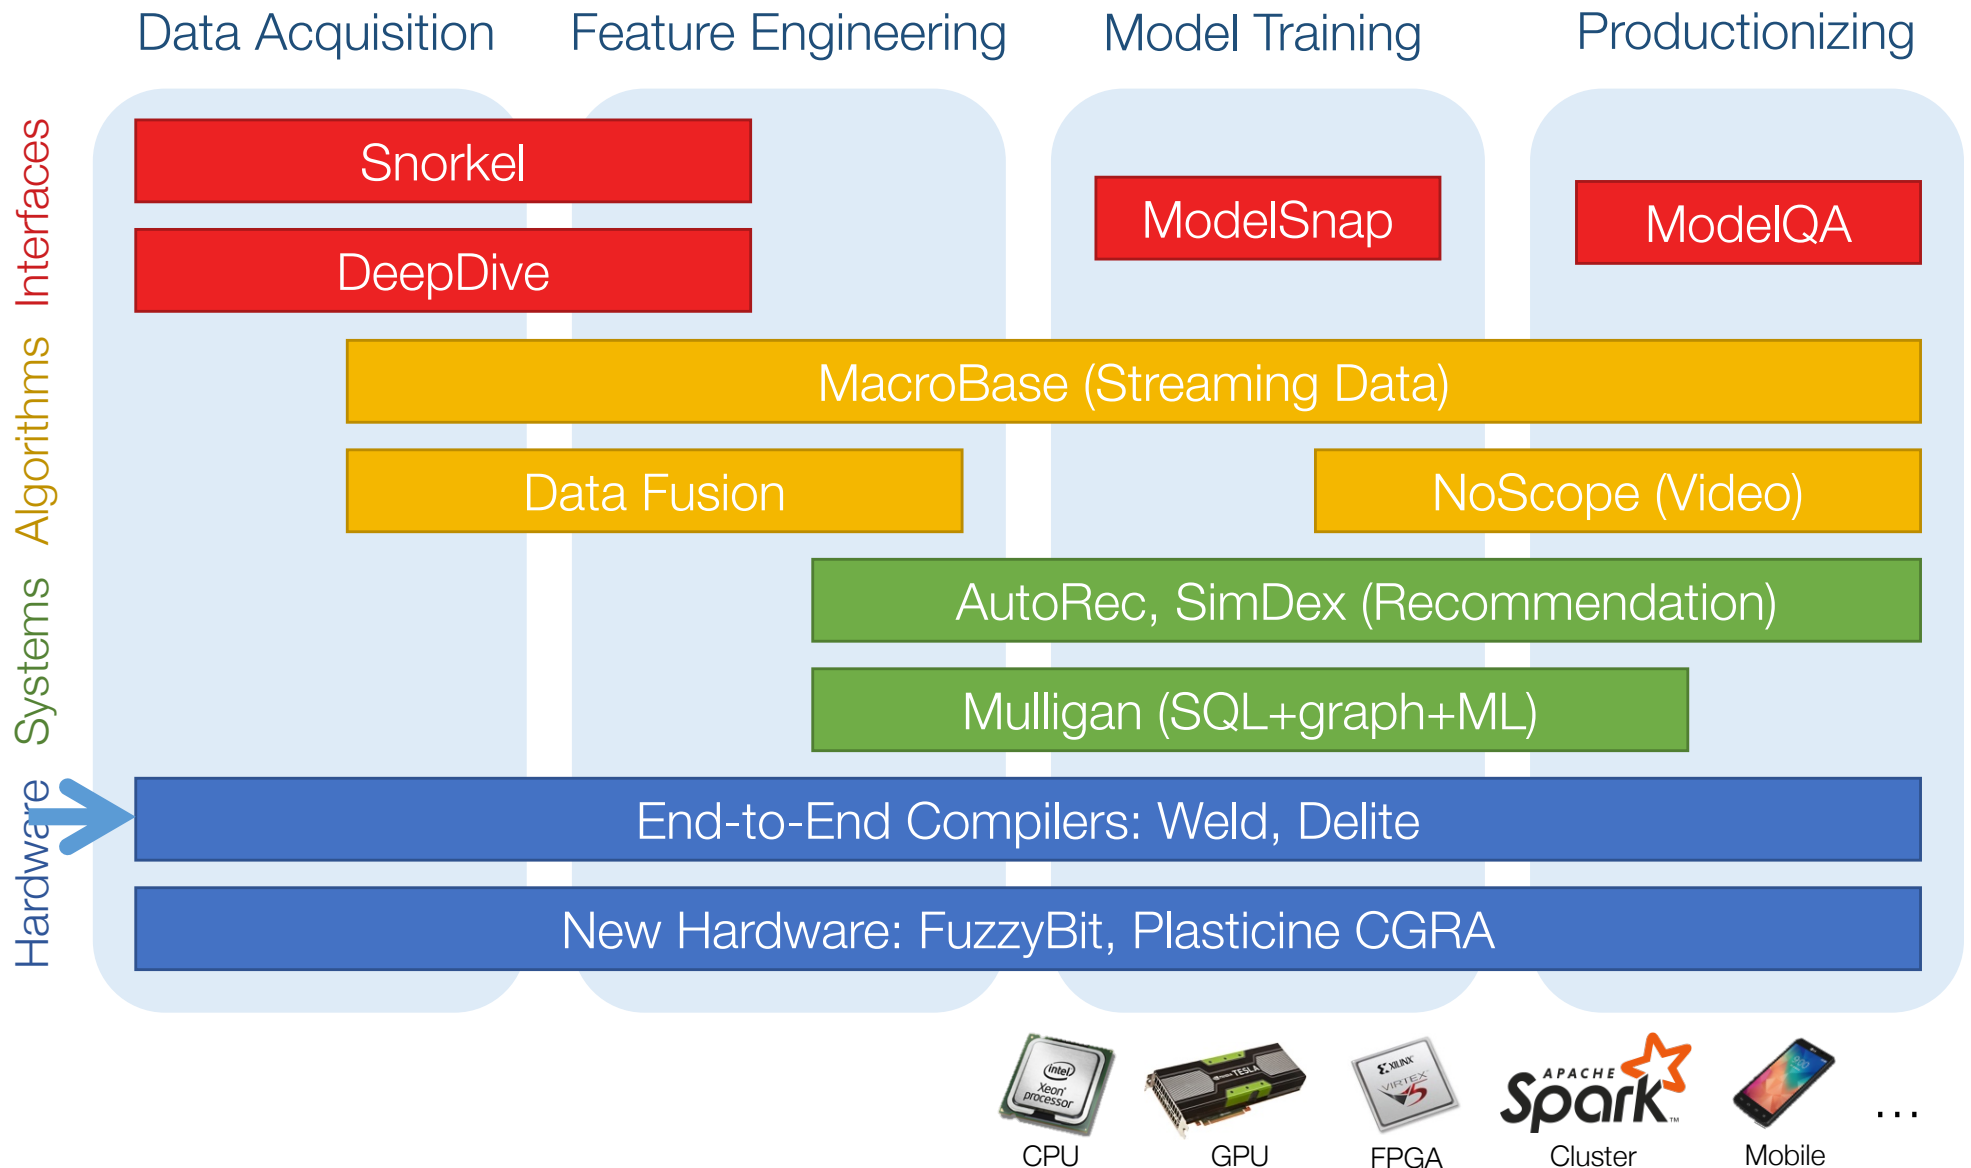 Data Acquisition
Feature Engineering
Model Training
Productionizing
Interfaces
Snorkel
DeepDive
ModelSnap
ModelQA
Algorithms
MacroBase (Streaming Data)
Data Fusion
NoScope (Video)
Systems
AutoRec, SimDex (Recommendation)
Mulligan (SQL+graph+ML)
Hardware
End-to-End Compilers: Weld, Delite
New Hardware: FuzzyBit, Plasticine CGRA
intel
Xeon®
processor
TESLA
XILINX
VIRTEX
5
APACHE
Spark™
...
CPU
GPU
FPGA
Cluster
Mobile